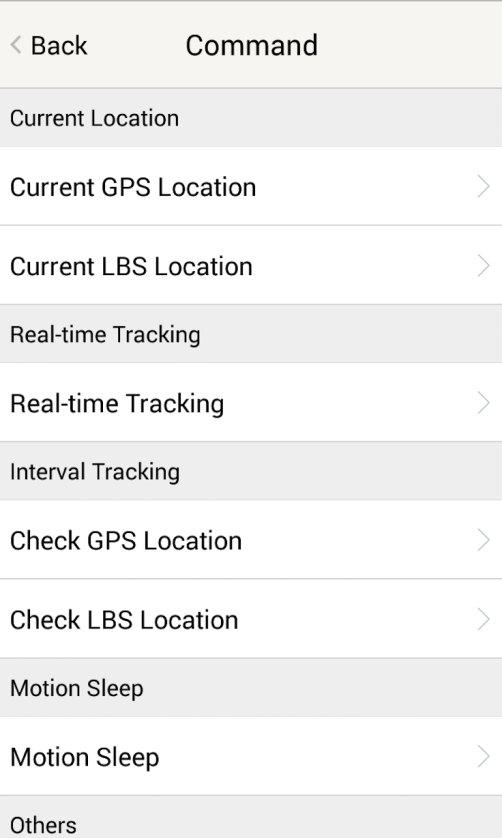 Back
Command
Current Location
Current GPS Location
Current LBS Location
Real-time Tracking
Real-time Tracking
Interval Tracking
Check GPS Location
Check LBS Location
Motion Sleep
Motion Sleep
Others